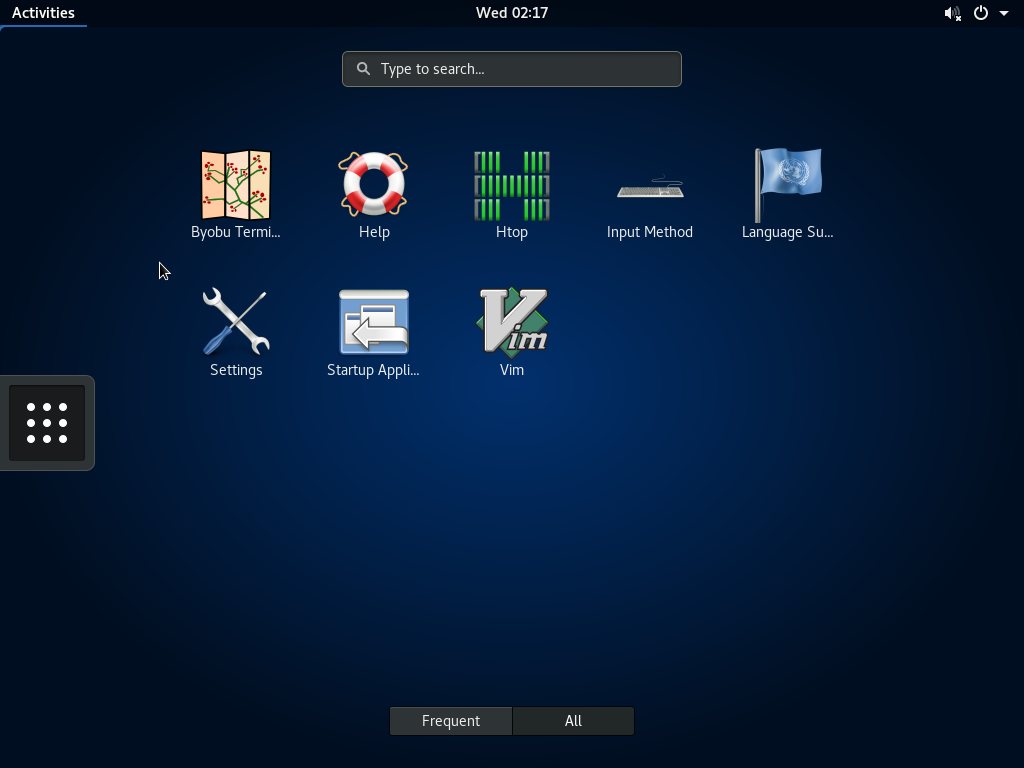 Activities
Wed 02:17
Type to search...
Byobu Termi...
Help
Htop
Input Method
Language Su...
Settings
Startup Appli...
Vim
Vim
Frequent
All